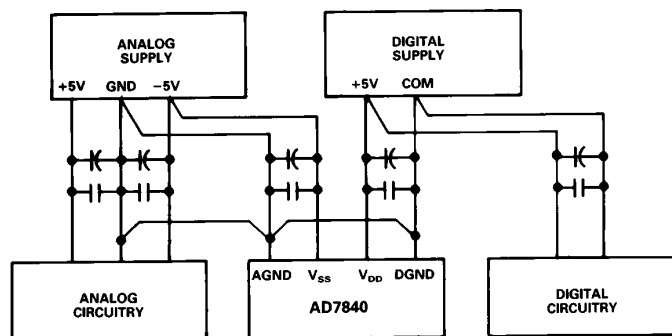 ANALOG
SUPPLY
+5V GND −5V
DIGITAL
SUPPLY
+5V COM
AGND VSS VDD DGND
AD7840
ANALOG
CIRCUITRY
DIGITAL
CIRCUITRY